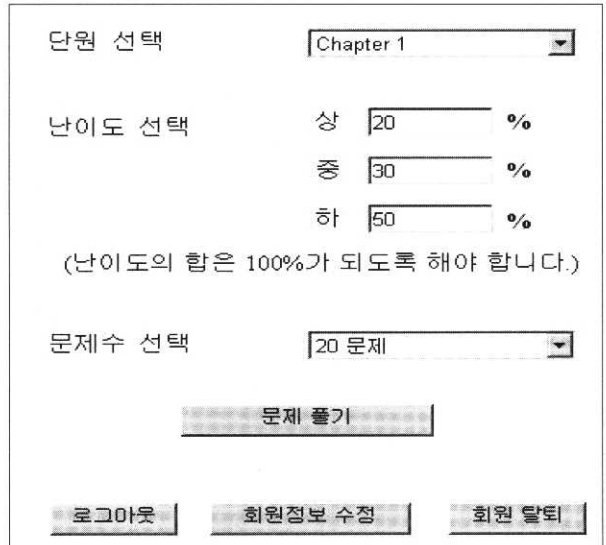 단원 선택 Chapter 1
난이도 선택 상 20 %
중 30 %
하 50 %
(난이도의 합은 100%가 되도록 해야 합니다.)
문제수 선택 20 문제
문제 풀기
로그아웃 회원정보 수정 회원 탈퇴